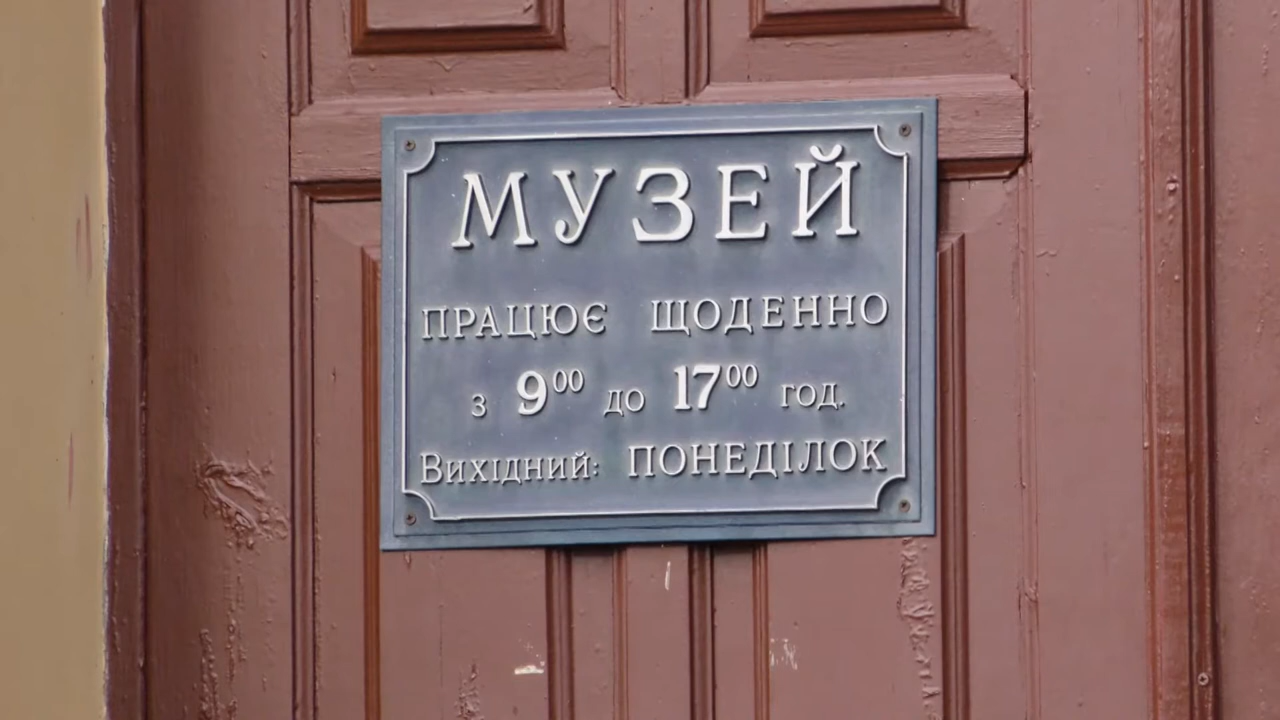 МУЗЕЙ
ПРАЦЮЄ ЩОДЕННО
з 9⁰⁰ до 17⁰⁰ год.
Вихідний: ПОНЕДІЛОК